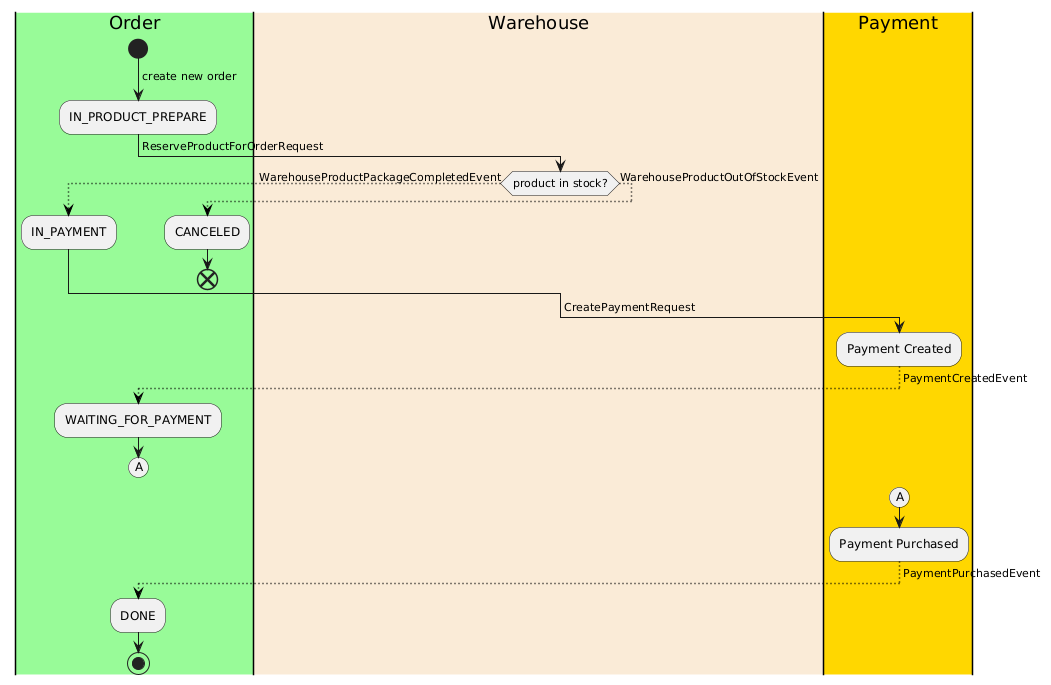 Order
Warehouse
Payment
create new order
IN_PRODUCT_PREPARE
ReserveProductForOrderRequest
WarehouseProductPackageCompletedEvent
product in stock?
WarehouseProductOutOfStockEvent
IN_PAYMENT
CANCELED
CreatePaymentRequest
Payment Created
PaymentCreatedEvent
WAITING_FOR_PAYMENT
A
A
Payment Purchased
PaymentPurchasedEvent
DONE